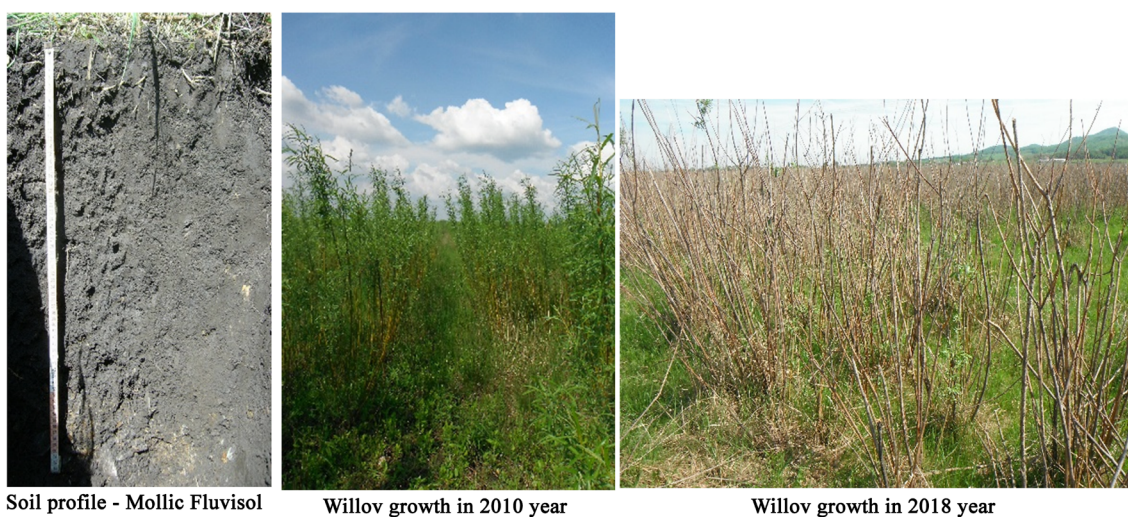 Soil profile - Mollic Fluvisol
Willov growth in 2010 year
Willov growth in 2018 year